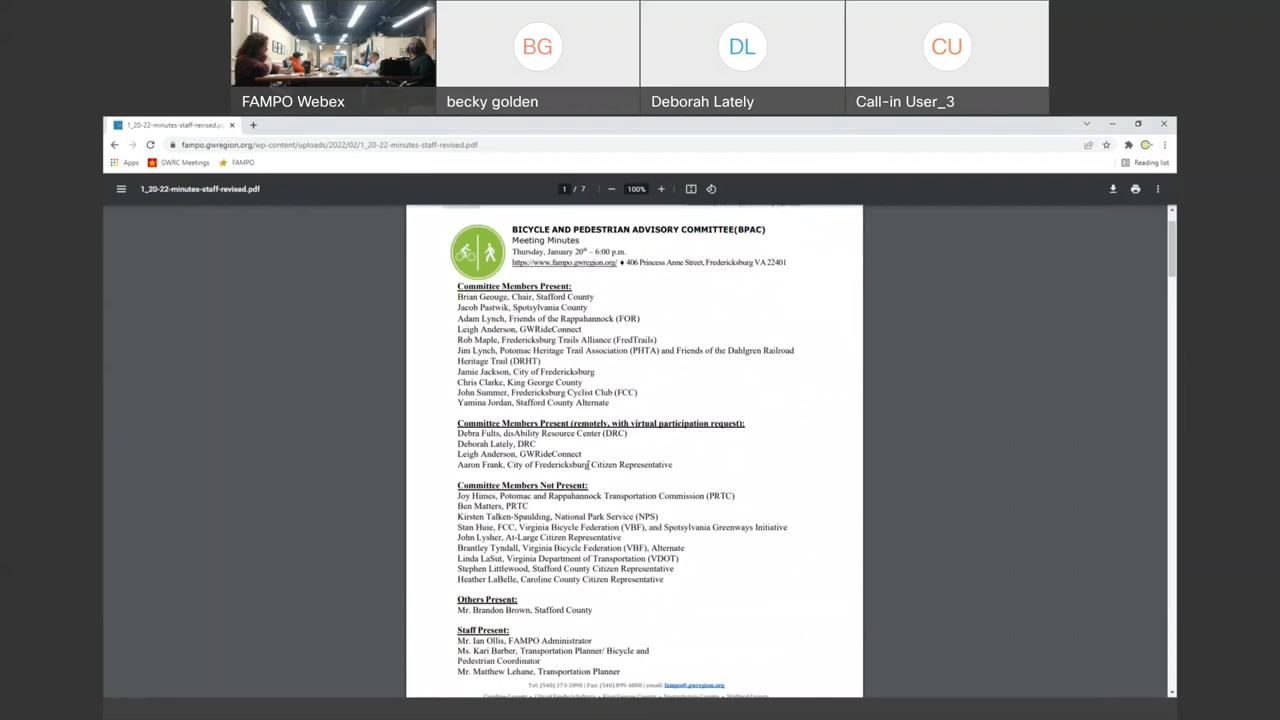 BG
DL
CU
FAMPO Webex
becky golden
Deborah Lately
Call-in User_3
1_20-22-minutes-staff-revised.p
fampo.gwregion.org/wp-content/uploads/2022/02/1_20-22-minutes-staff-revised.pdf
Apps GWRC Meetings FAMPO Reading list
1_20-22-minutes-staff-revised.pdf 1 / 7 100%
BICYCLE AND PEDESTRIAN ADVISORY COMMITTEE(BPAC)
Meeting Minutes
Thursday, January 20th – 6:00 p.m.
https://www.fampo.gwregion.org/ ♦ 406 Princess Anne Street, Fredericksburg VA 22401
Committee Members Present:
Brian Geouge, Chair, Stafford County
Jacob Pastwik, Spotsylvania County
Adam Lynch, Friends of the Rappahannock (FOR)
Leigh Anderson, GWRideConnect
Rob Maple, Fredericksburg Trails Alliance (FredTrails)
Jim Lynch, Potomac Heritage Trail Association (PHTA) and Friends of the Dahlgren Railroad
Heritage Trail (DRHT)
Jamie Jackson, City of Fredericksburg
Chris Clarke, King George County
John Summer, Fredericksburg Cyclist Club (FCC)
Yamina Jordan, Stafford County Alternate
Committee Members Present (remotely, with virtual participation request):
Debra Fults, disAbility Resource Center (DRC)
Deborah Lately, DRC
Leigh Anderson, GWRideConnect
Aaron Frank, City of Fredericksburg Citizen Representative
Committee Members Not Present:
Joy Himes, Potomac and Rappahannock Transportation Commission (PRTC)
Ben Matters, PRTC
Kirsten Talken-Spaulding, National Park Service (NPS)
Stan Huie, FCC, Virginia Bicycle Federation (VBF), and Spotsylvania Greenways Initiative
John Lysher, At-Large Citizen Representative
Brantley Tyndall, Virginia Bicycle Federation (VBF), Alternate
Linda LaSut, Virginia Department of Transportation (VDOT)
Stephen Littlewood, Stafford County Citizen Representative
Heather LaBelle, Caroline County Citizen Representative
Others Present:
Mr. Brandon Brown, Stafford County
Staff Present:
Mr. Ian Ollis, FAMPO Administrator
Ms. Kari Barber, Transportation Planner/ Bicycle and
Pedestrian Coordinator
Mr. Matthew Lehane, Transportation Planner
Tel: (540) 373-2890 | Fax: (540) 899-4808 | email: fampo@gwregion.org